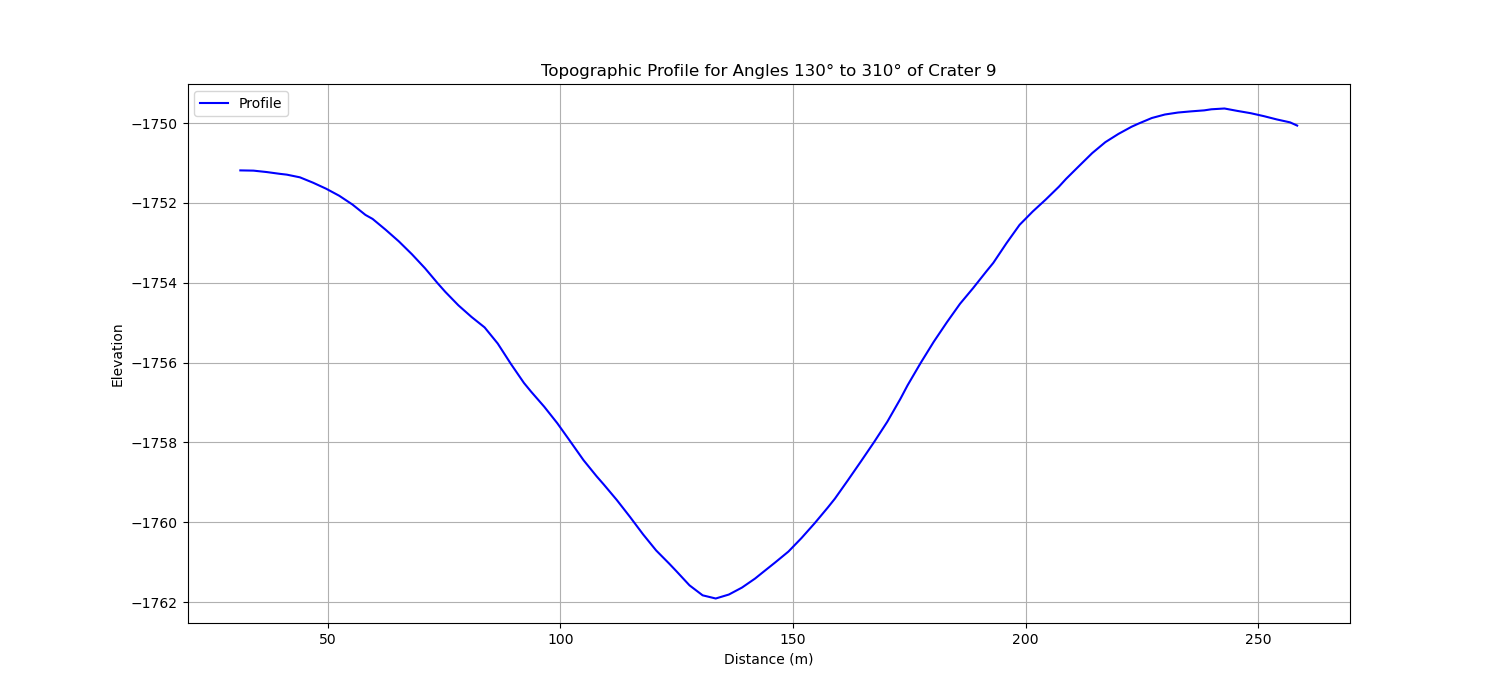 Topographic Profile for Angles 130° to 310° of Crater 9
Profile
−1750
−1752
−1754
−1756
−1758
−1760
−1762
Elevation
50 100 150 200 250
Distance (m)